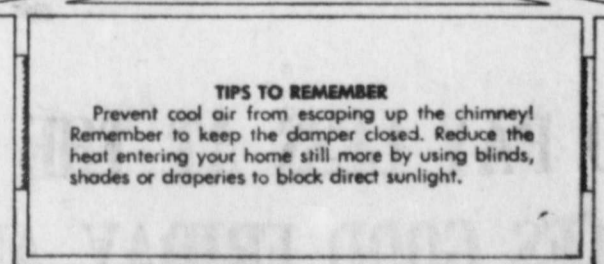 TIPS TO REMEMBER
Prevent cool air from escaping up the chimney!
Remember to keep the damper closed. Reduce the
heat entering your home still more by using blinds,
shades or draperies to block direct sunlight.